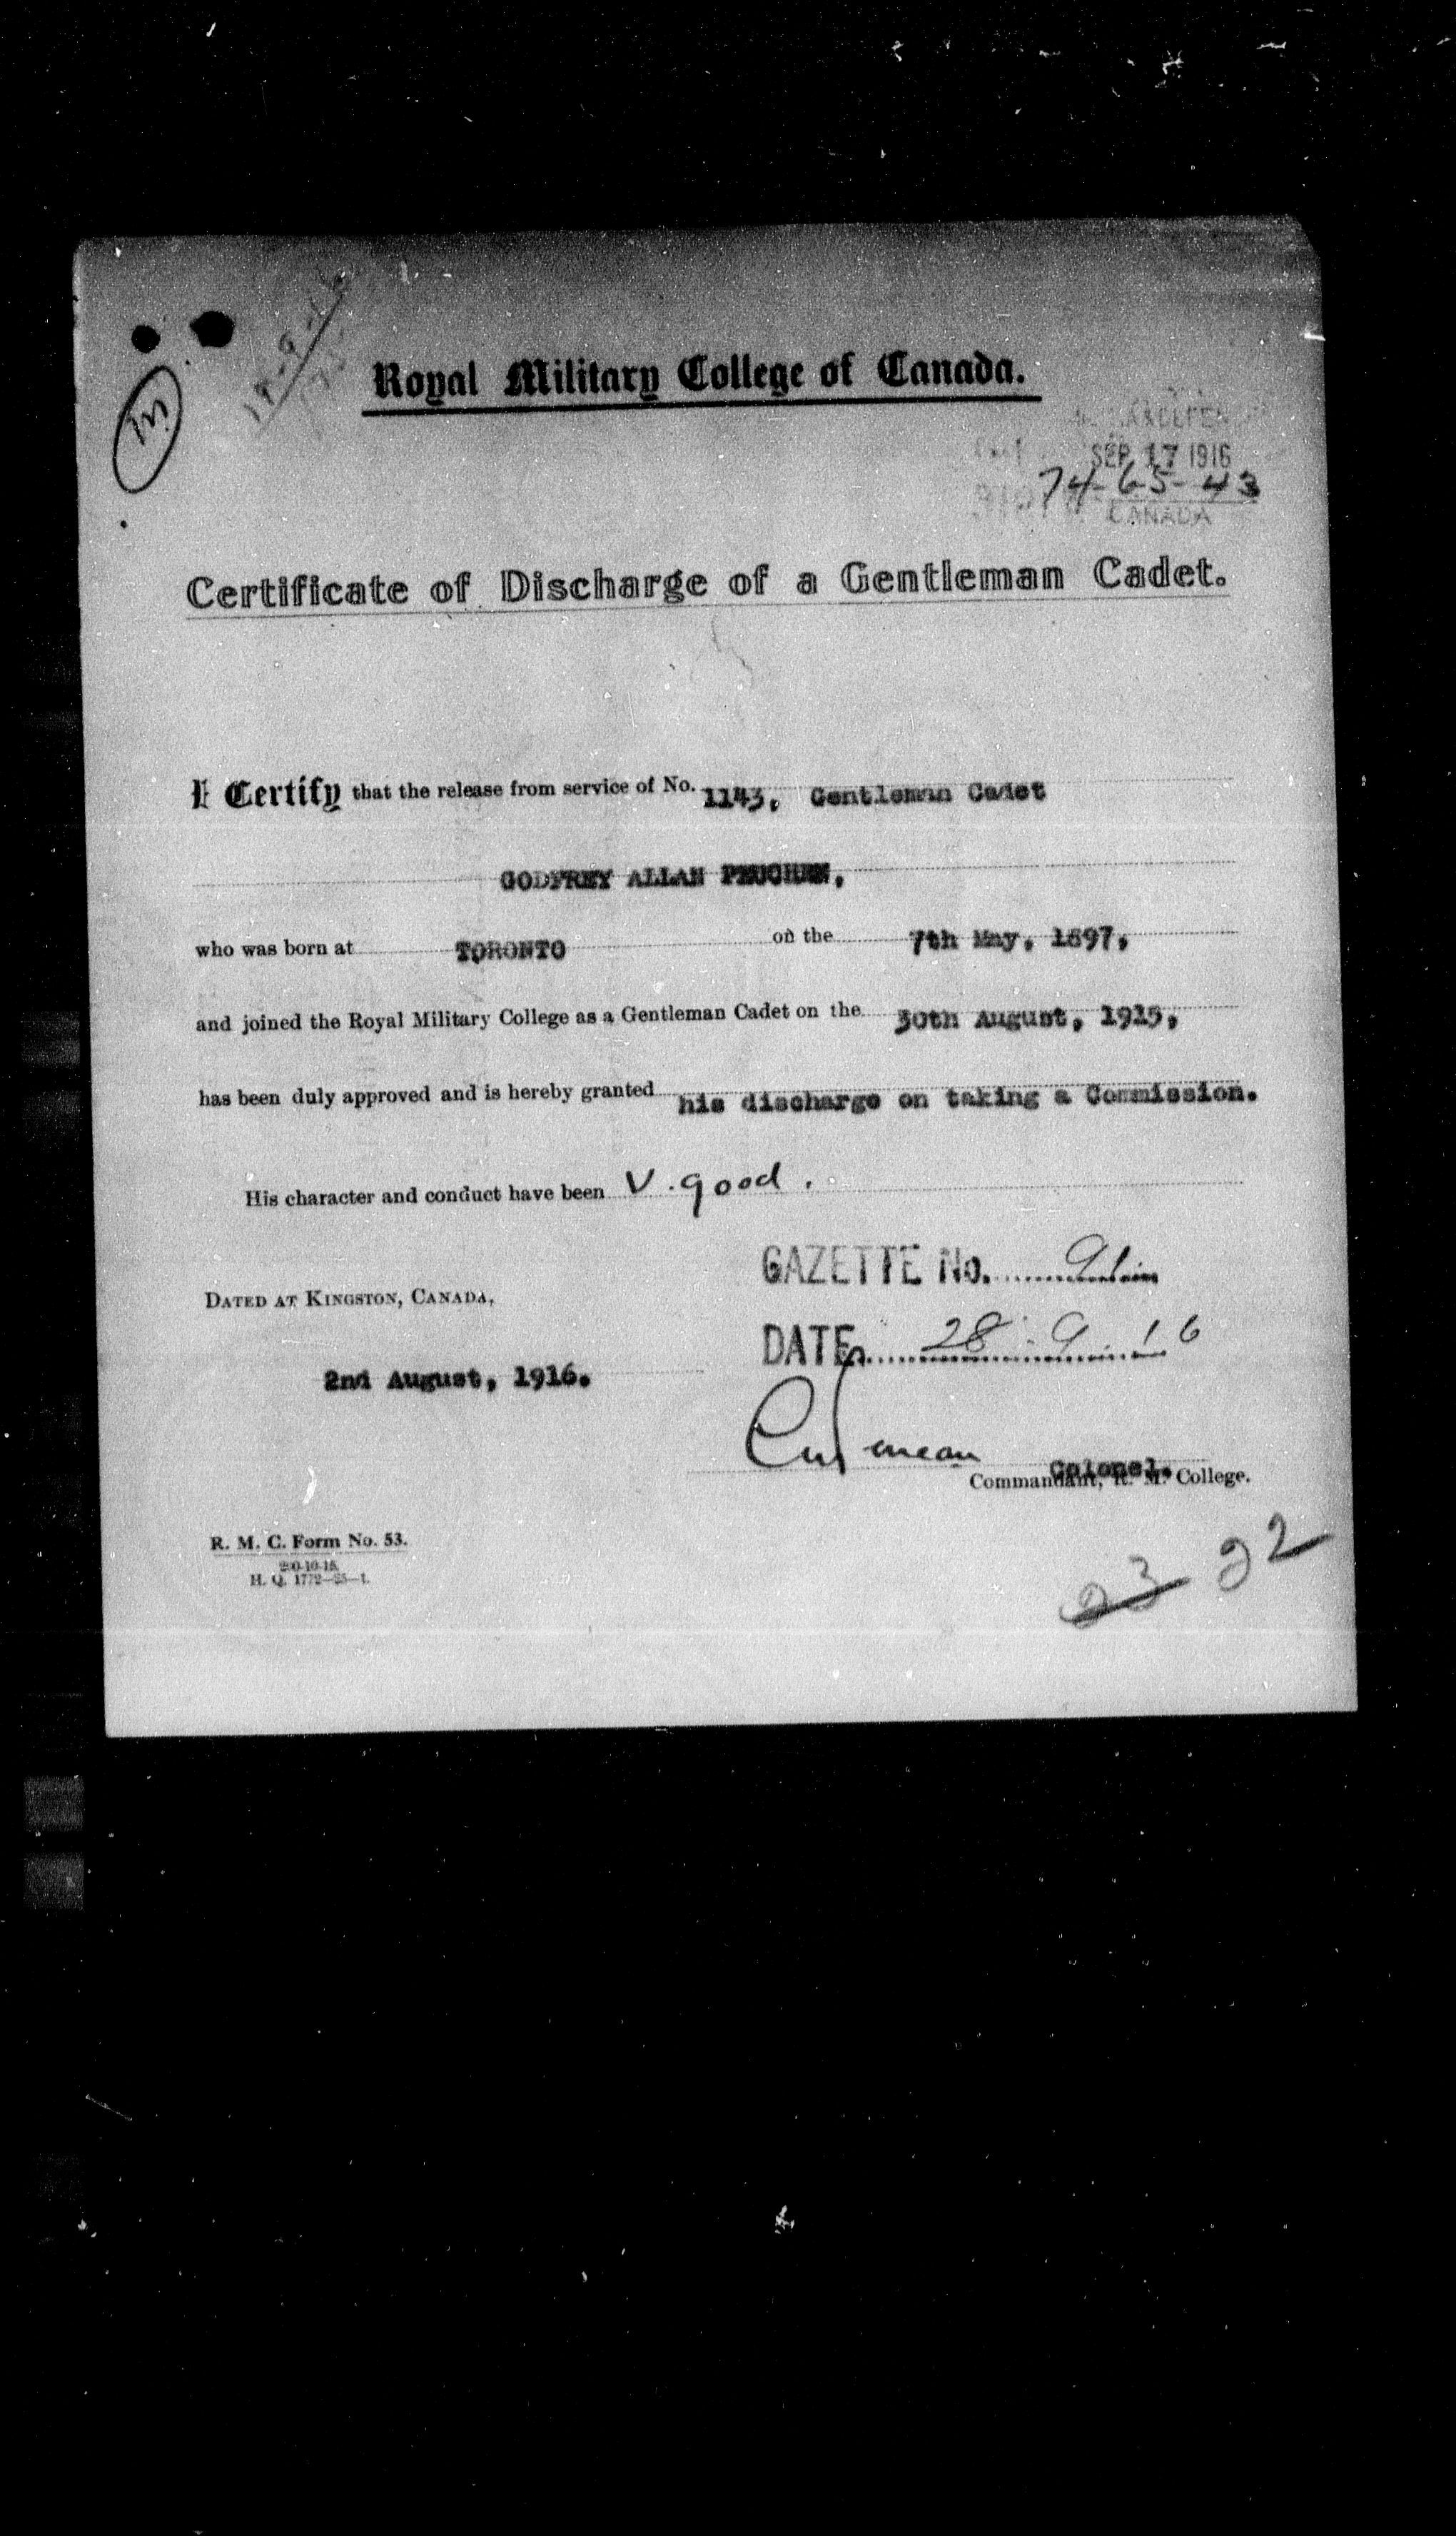 Royal Military College of Canada.
SEP 17 1916
74-65-43
CANADA
Certificate of Discharge of a Gentleman Cadet.
I Certify that the release from service of No. 1143, Gentleman Cadet
GODFREY ALLAN PEUCHEN,
who was born at TORONTO on the 7th May, 1897,
and joined the Royal Military College as a Gentleman Cadet on the 30th August, 1915,
has been duly approved and is hereby granted his discharge on taking a Commission.
His character and conduct have been V. good.
GAZETTE No.
DATED AT KINGSTON, CANADA,
DATE 28 9 16
2nd August, 1916.
Colonel.
Commandant, R. M. College.
R. M. C. Form No. 53.
H. Q. 1772-25-1.
23 22